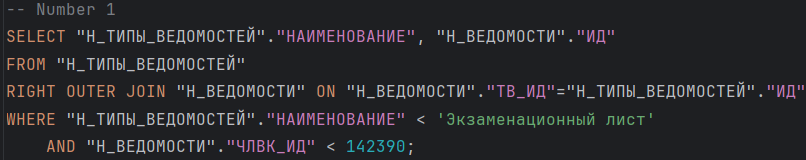 -- Number 1
SELECT "Н_ТИПЫ_ВЕДОМОСТЕЙ"."НАИМЕНОВАНИЕ", "Н_ВЕДОМОСТИ"."ИД"
FROM "Н_ТИПЫ_ВЕДОМОСТЕЙ"
RIGHT OUTER JOIN "Н_ВЕДОМОСТИ" ON "Н_ВЕДОМОСТИ"."ТВ_ИД"="Н_ТИПЫ_ВЕДОМОСТЕЙ"."ИД"
WHERE "Н_ТИПЫ_ВЕДОМОСТЕЙ"."НАИМЕНОВАНИЕ" < 'Экзаменационный лист'
    AND "Н_ВЕДОМОСТИ"."ЧЛВК_ИД" < 142390;